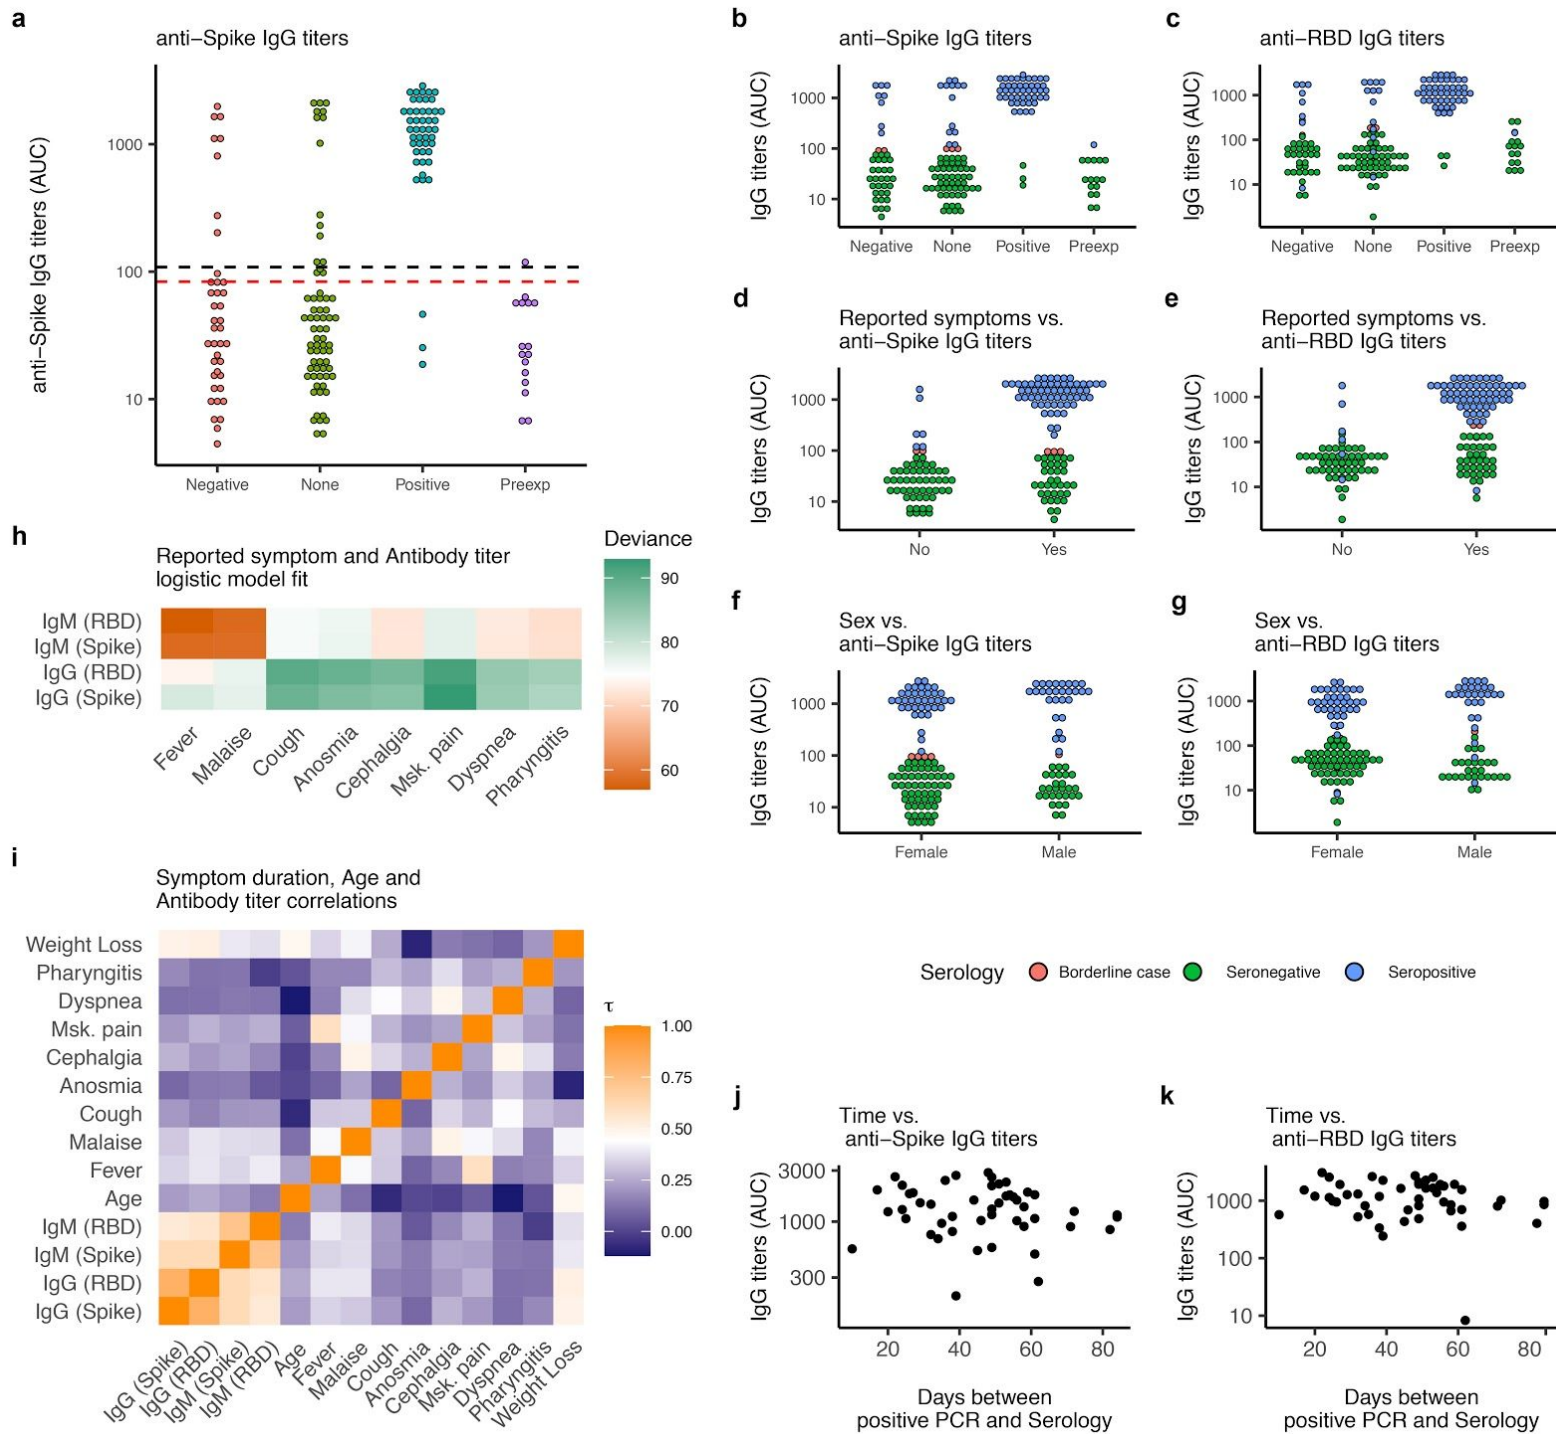 a
anti-Spike IgG titers
anti-Spike IgG titers (AUC)
1000
100
10
Negative
None
Positive
Preexp
b
anti-Spike IgG titers
IgG titers (AUC)
1000
100
10
Negative
None
Positive
Preexp
c
anti-RBD IgG titers
IgG titers (AUC)
1000
100
10
Negative
None
Positive
Preexp
d
Reported symptoms vs.
anti-Spike IgG titers
IgG titers (AUC)
1000
100
10
No
Yes
e
Reported symptoms vs.
anti-RBD IgG titers
IgG titers (AUC)
1000
100
10
No
Yes
h
Reported symptom and Antibody titer
logistic model fit
Deviance
90
80
70
60
IgM (RBD)
IgM (Spike)
IgG (RBD)
IgG (Spike)
Fever
Malaise
Cough
Anosmia
Cephalgia
Msk. pain
Dyspnea
Pharyngitis
f
Sex vs.
anti-Spike IgG titers
IgG titers (AUC)
1000
100
10
Female
Male
g
Sex vs.
anti-RBD IgG titers
IgG titers (AUC)
1000
100
10
Female
Male
i
Symptom duration, Age and
Antibody titer correlations
Weight Loss
Pharyngitis
Dyspnea
Msk. pain
Cephalgia
Anosmia
Cough
Malaise
Fever
Age
IgM (RBD)
IgM (Spike)
IgG (RBD)
IgG (Spike)
IgG (Spike)
IgG (RBD)
IgM (Spike)
IgM (RBD)
Age
Fever
Malaise
Cough
Anosmia
Cephalgia
Msk. pain
Dyspnea
Pharyngitis
Weight Loss
τ
1.00
0.75
0.50
0.25
0.00
Serology
Borderline case
Seronegative
Seropositive
j
Time vs.
anti-Spike IgG titers
IgG titers (AUC)
3000
1000
300
20
40
60
80
Days between
positive PCR and Serology
k
Time vs.
anti-RBD IgG titers
IgG titers (AUC)
1000
100
10
20
40
60
80
Days between
positive PCR and Serology